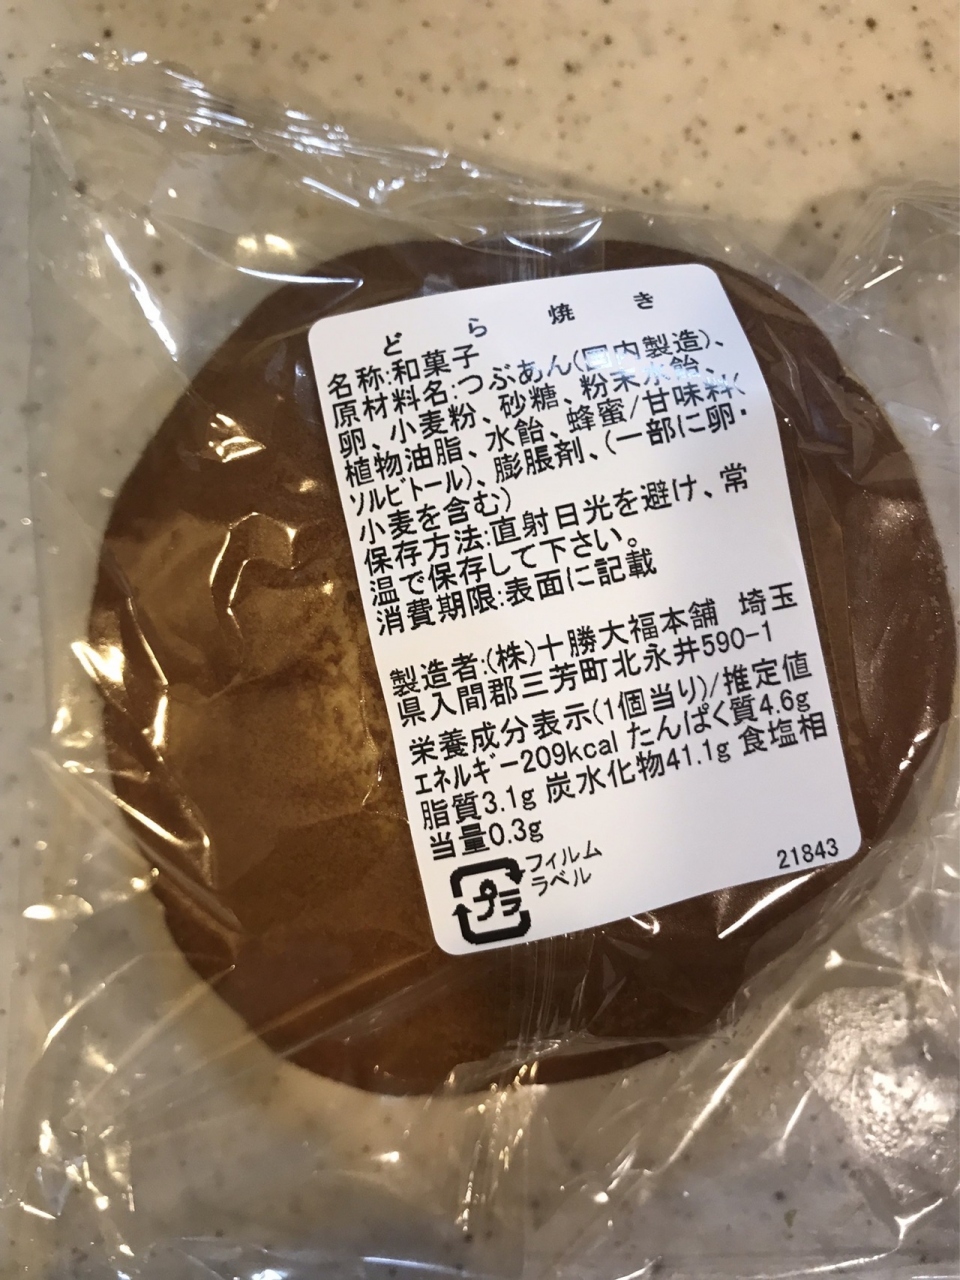 どら焼き
名称:和菓子
原材料名:つぶあん(国内製造)、
卵、小麦粉、砂糖、粉末水飴、
植物油脂、水飴、蜂蜜/甘味料(
ソルビトール)、膨脹剤、(一部に卵・
小麦を含む)
保存方法:直射日光を避け、常
温で保存して下さい。
消費期限:表面に記載
製造者:(株)十勝大福本舗 埼玉
県入間郡三芳町北永井590-1
栄養成分表示(1個当り)/推定値
エネルギー209kcal たんぱく質4.6g
脂質3.1g 炭水化物41.1g 食塩相
当量0.3g
プラ
フィルム
ラベル
21843